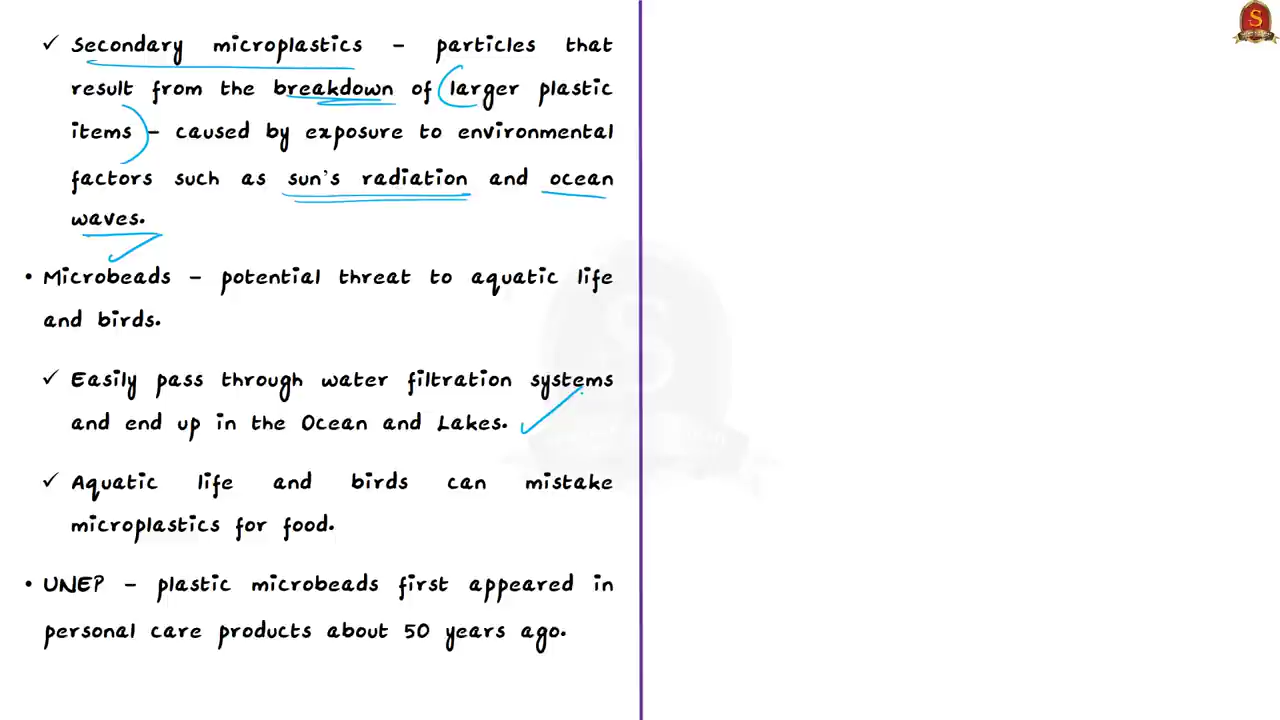 ✓ Secondary microplastics – particles that
result from the breakdown of larger plastic
items – caused by exposure to environmental
factors such as sun's radiation and ocean
waves.
• Microbeads – potential threat to aquatic life
and birds.
✓ Easily pass through water filtration systems
and end up in the Ocean and Lakes.
✓ Aquatic life and birds can mistake
microplastics for food.
• UNEP – plastic microbeads first appeared in
personal care products about 50 years ago.
S